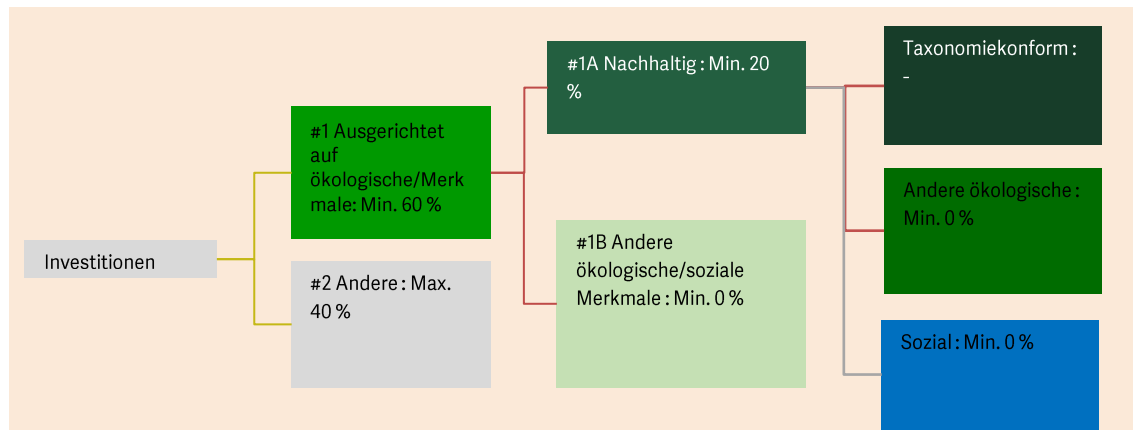 Investitionen
#1 Ausgerichtet
auf
ökologische/Merk
male: Min. 60 %
#2 Andere : Max.
40 %
#1A Nachhaltig : Min. 20
%
#1B Andere
ökologische/soziale
Merkmale : Min. 0 %
Taxonomiekonform :
-
Andere ökologische :
Min. 0 %
Sozial : Min. 0 %